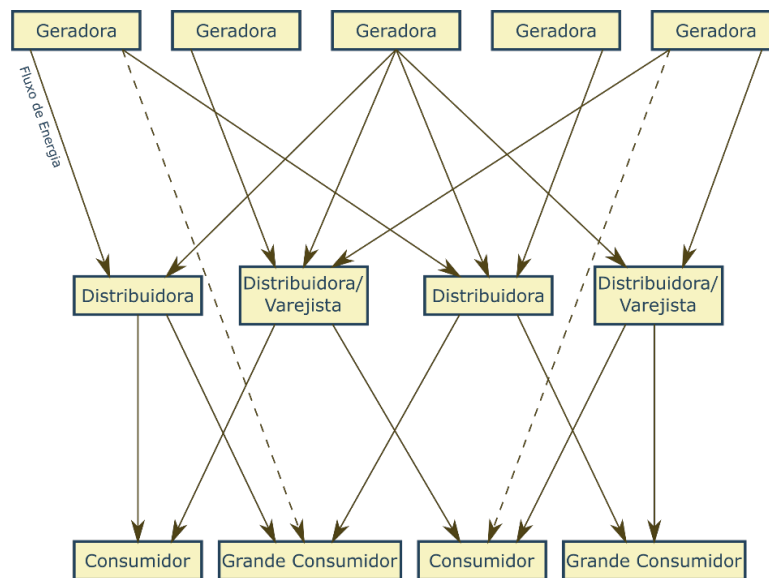 Geradora
Geradora
Geradora
Geradora
Geradora
Fluxo de Energia
Distribuidora
Distribuidora/
Varejista
Distribuidora
Distribuidora/
Varejista
Consumidor
Grande Consumidor
Consumidor
Grande Consumidor